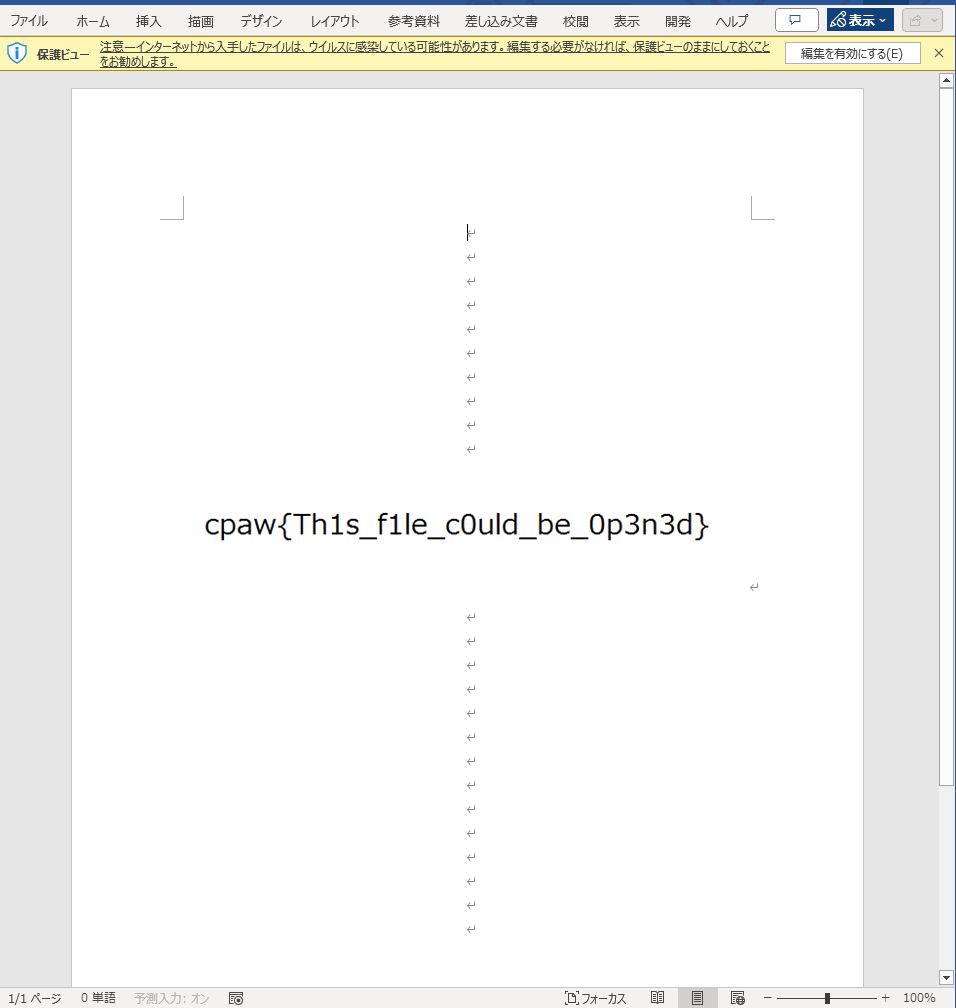 ファイル ホーム 挿入 描画 デザイン レイアウト 参考資料 差し込み文書 校閲 表示 開発 ヘルプ 表示
保護ビュー 注意—インターネットから入手したファイルは、ウイルスに感染している可能性があります。編集する必要がなければ、保護ビューのままにしておくこと
をお勧めします。
編集を有効にする(E)
cpaw{Th1s_f1le_c0uld_be_0p3n3d}
1/1 ページ 0 単語 予測入力: オン フォーカス 100%